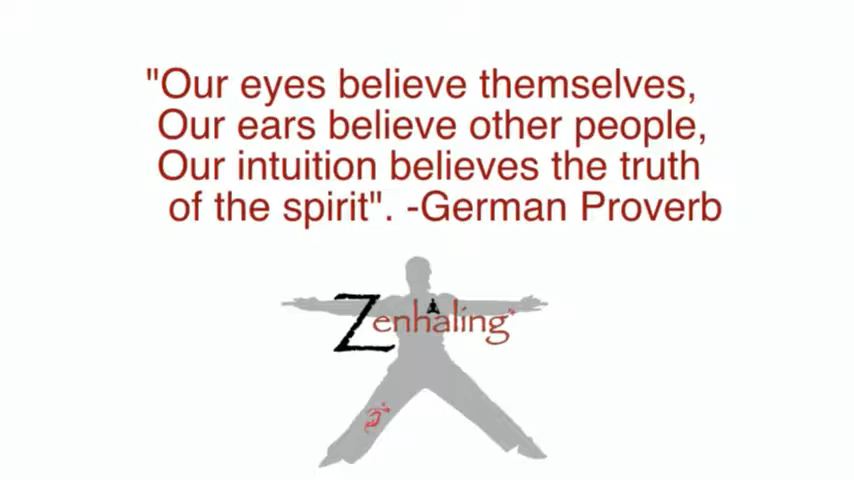 "Our eyes believe themselves,
Our ears believe other people,
Our intuition believes the truth
of the spirit". -German Proverb
Zenhaling